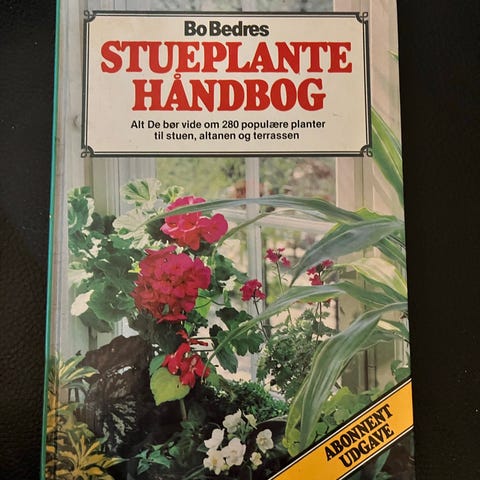 Bo Bedres
STUEPLANTE
HÅNDBOG
Alt De bør vide om 280 populære planter
til stuen, altanen og terrassen
ABONNENT
UDGAVE